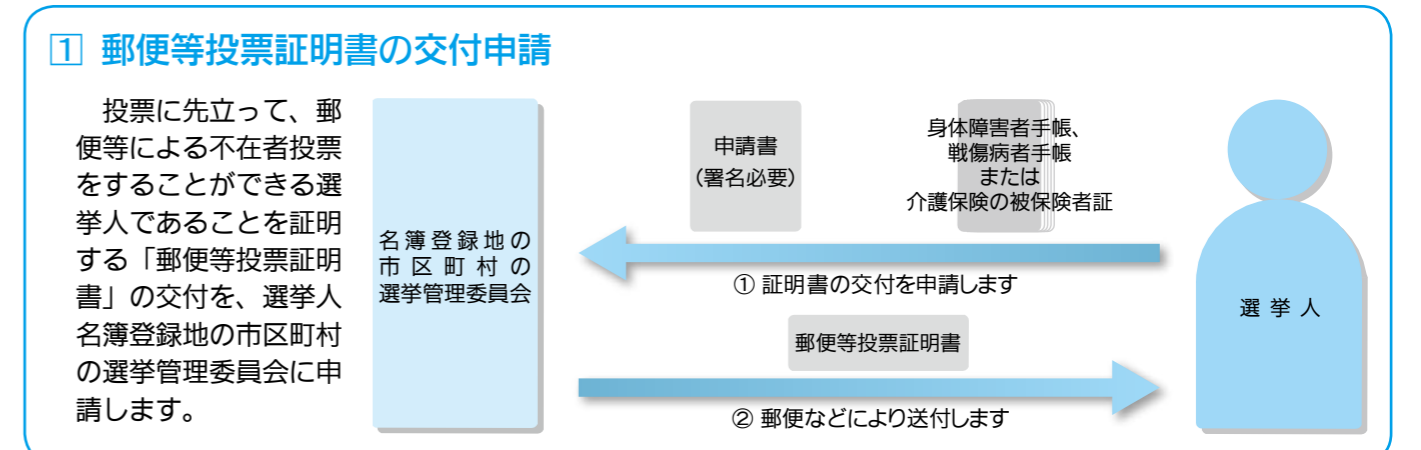 1 郵便等投票証明書の交付申請
投票に先立って、郵
便等による不在者投票
をすることができる選
挙人であることを証明
する「郵便等投票証明
書」の交付を、選挙人
名簿登録地の市区町村
の選挙管理委員会に申
請します。
名簿登録地の
市区町村の
選挙管理委員会
申請書
（署名必要）
身体障害者手帳、
戦傷病者手帳
または
介護保険の被保険者証
① 証明書の交付を申請します
郵便等投票証明書
② 郵便などにより送付します
選挙人